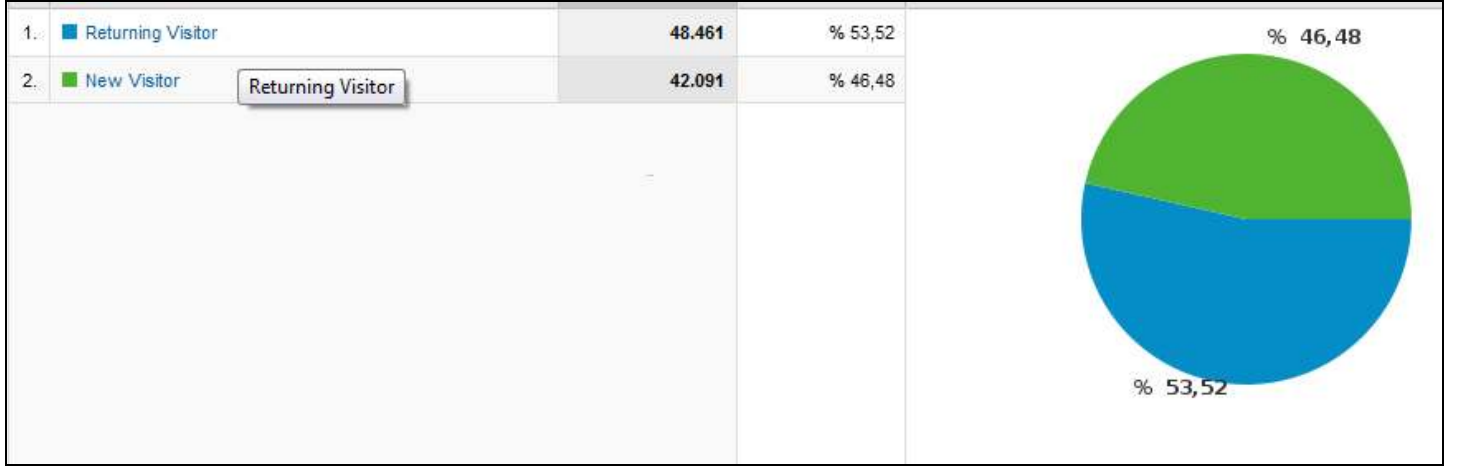 1. Returning Visitor 48.461 % 53,52
2. New Visitor 42.091 % 46,48
Returning Visitor
% 46,48
% 53,52